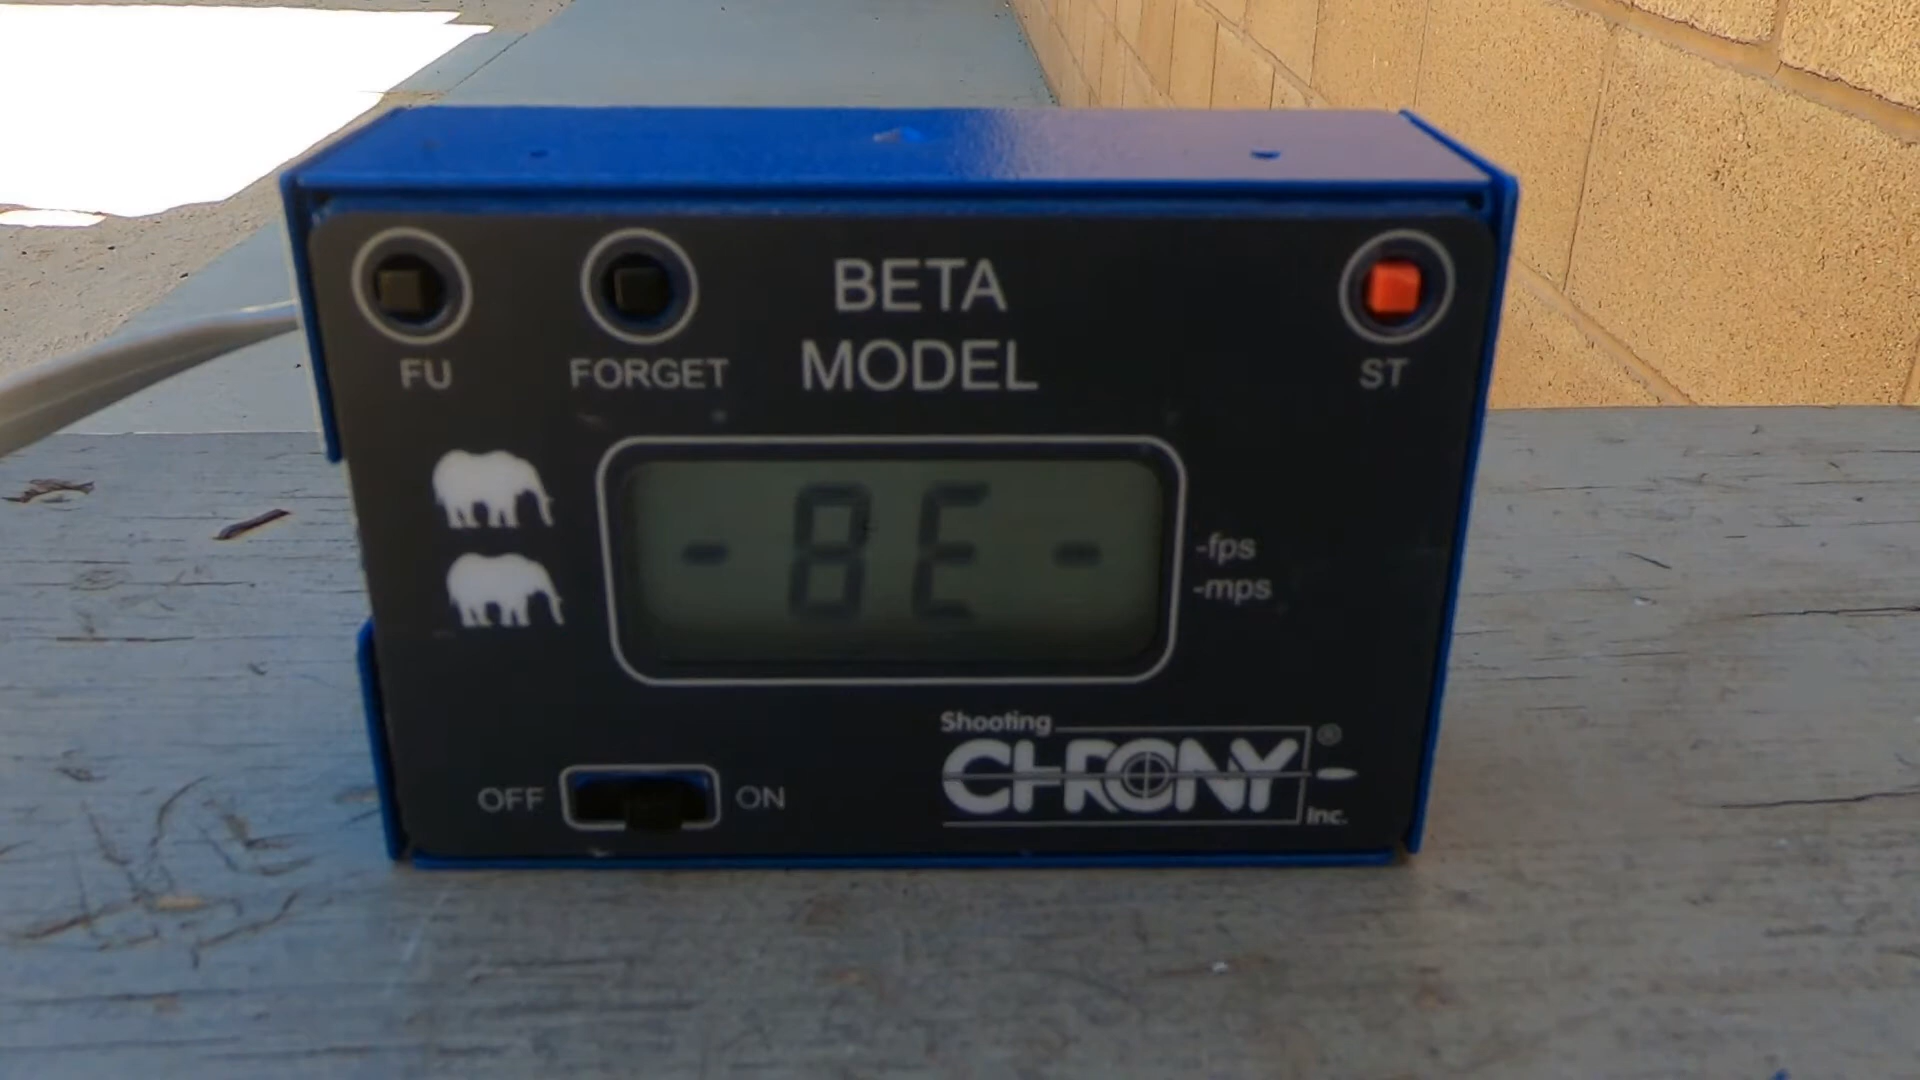 BETA
MODEL
FU
FORGET
ST
- 8E -
-fps
-mps
Shooting
CHRONY ®
Inc.
OFF
ON